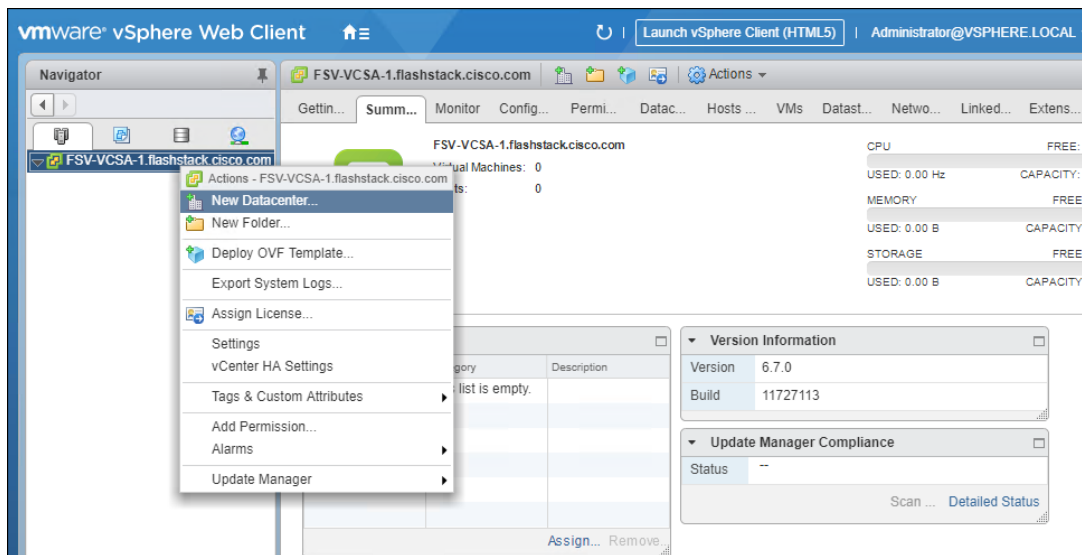 vmware® vSphere Web Client
Launch vSphere Client (HTML5)
Administrator@VSPHERE.LOCAL
Navigator
FSV-VCSA-1.flashstack.cisco.com
Actions
Gettin... Summ... Monitor Config... Permi... Datac... Hosts ... VMs Datast... Netwo... Linked... Extens...
FSV-VCSA-1.flashstack.cisco.com
FSV-VCSA-1.flashstack.cisco.com
Virtual Machines: 0
0
CPU FREE:
USED: 0.00 Hz CAPACITY:
MEMORY FREE
USED: 0.00 B CAPACITY
STORAGE FREE
USED: 0.00 B CAPACITY
Actions - FSV-VCSA-1.flashstack.cisco.com
New Datacenter...
New Folder...
Deploy OVF Template...
Export System Logs...
Assign License...
Settings
vCenter HA Settings
Tags & Custom Attributes
Add Permission...
Alarms
Update Manager
Description
list is empty.
Assign... Remove...
Version Information
Version 6.7.0
Build 11727113
Update Manager Compliance
Status --
Scan ... Detailed Status